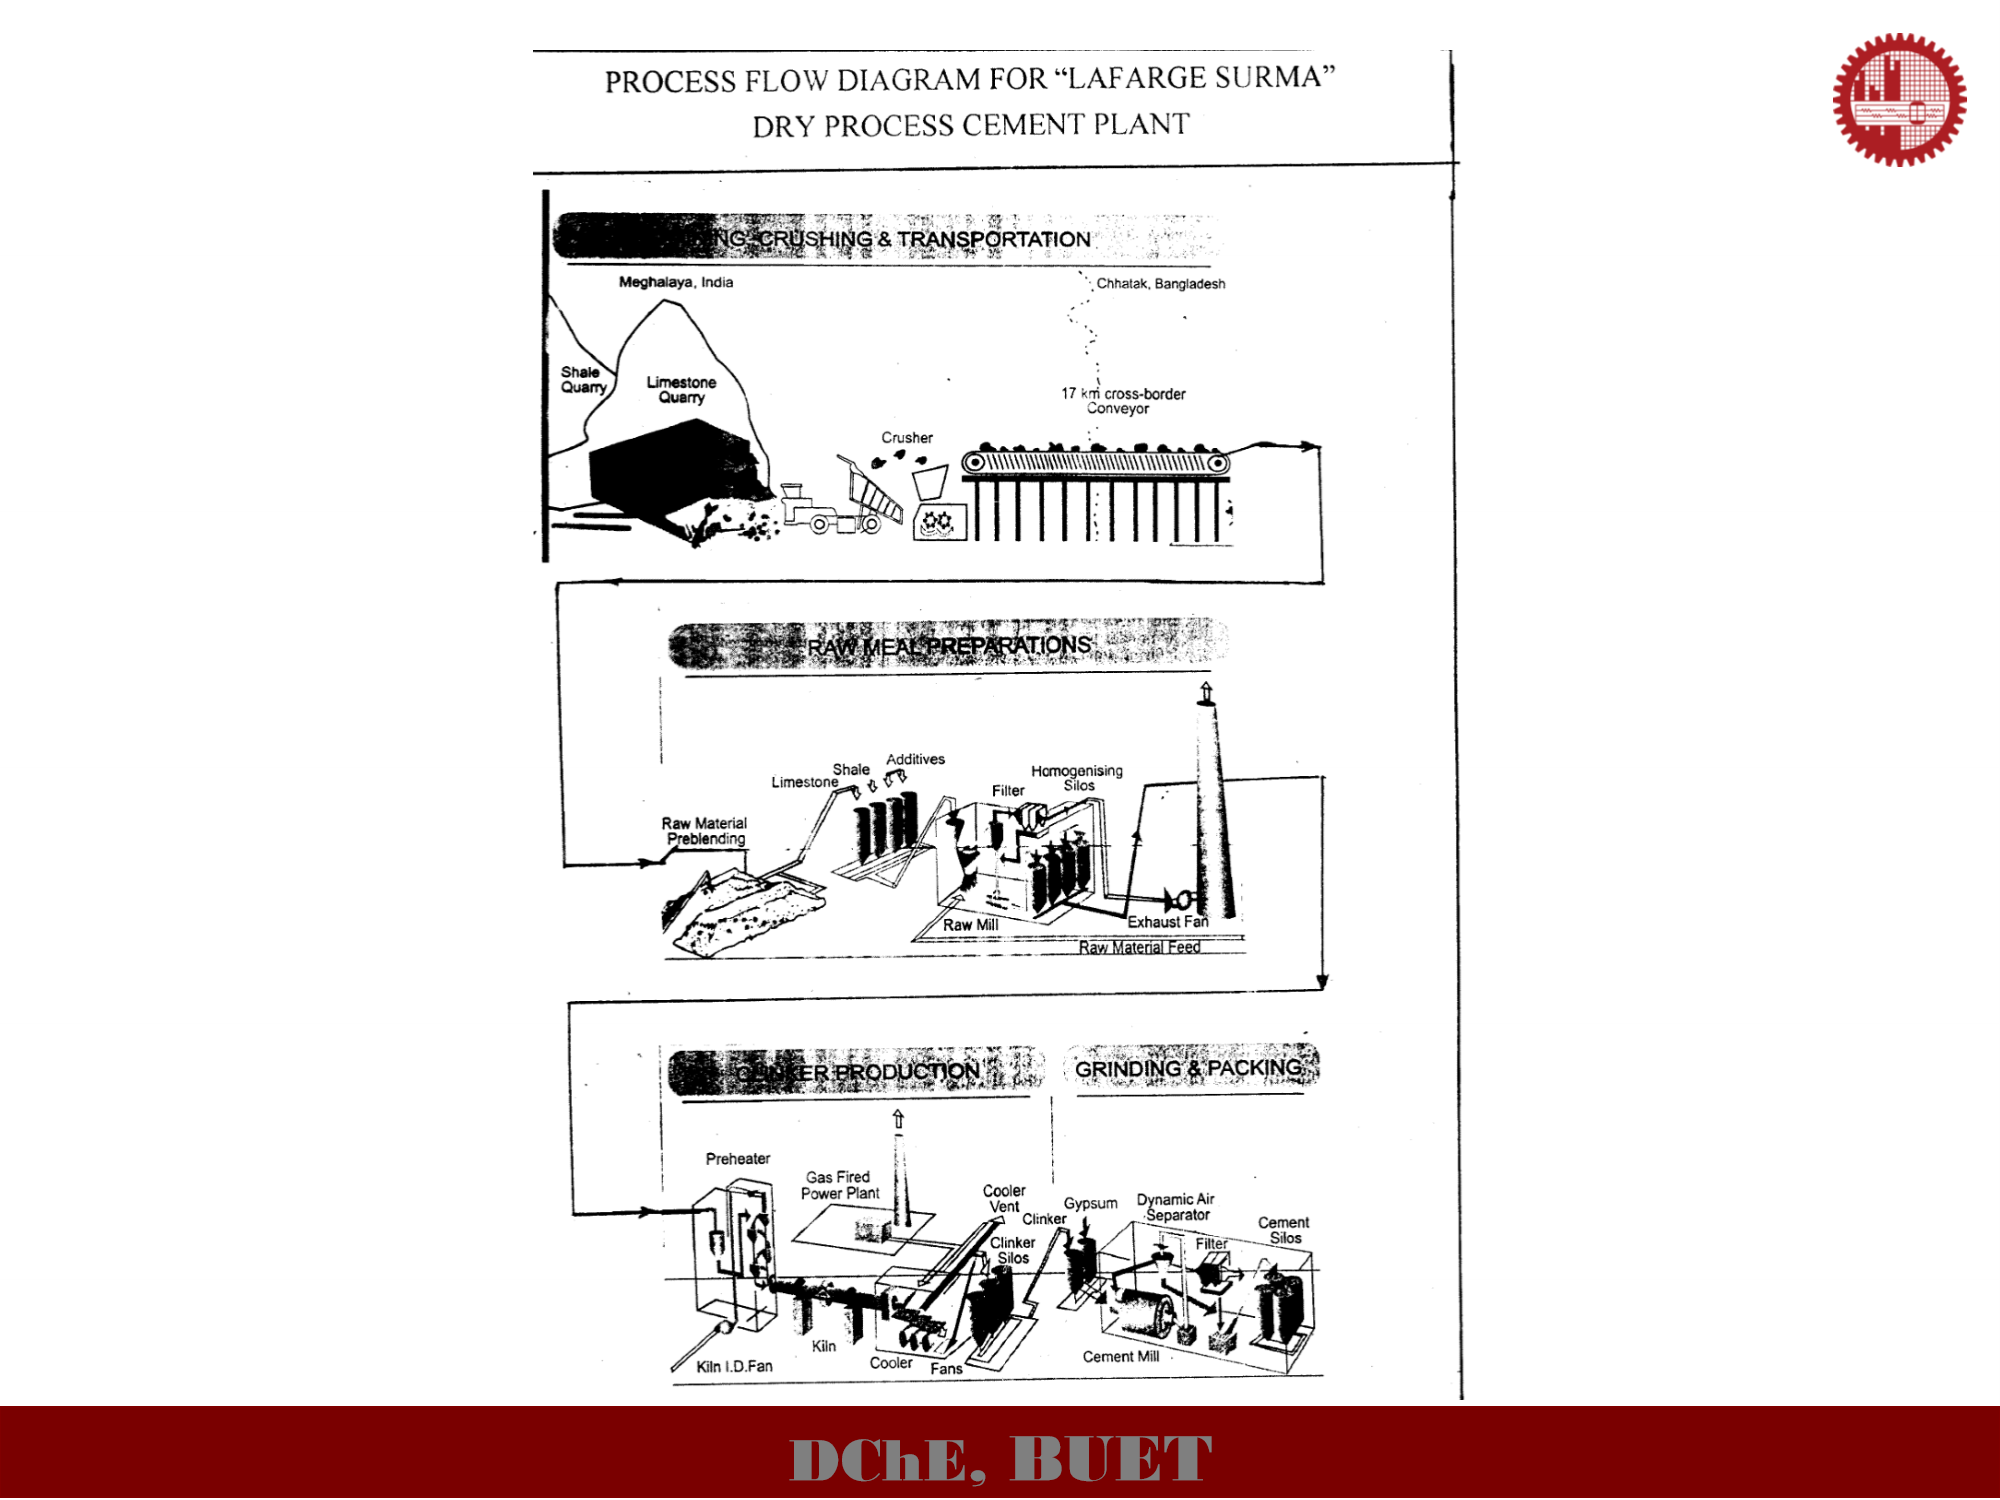 PROCESS FLOW DIAGRAM FOR “LAFARGE SURMA”
DRY PROCESS CEMENT PLANT
CRUSHING & TRANSPORTATION
Meghalaya, India
Chhatak, Bangladesh
Shale
Quarry
Limestone
Quarry
17 km cross-border
Conveyor
Crusher
RAW MEAL PREPARATIONS
Additives
Shale
Limestone
Homogenising
Silos
Filter
Raw Material
Preblending
Raw Mill
Exhaust Fan
Raw Material Feed
CLINKER PRODUCTION
GRINDING & PACKING
Preheater
Gas Fired
Power Plant
Cooler
Vent
Clinker
Gypsum
Dynamic Air
Separator
Cement
Silos
Clinker
Silos
Filter
Kiln
Kiln I.D.Fan
Cooler
Fans
Cement Mill
DChE, BUET